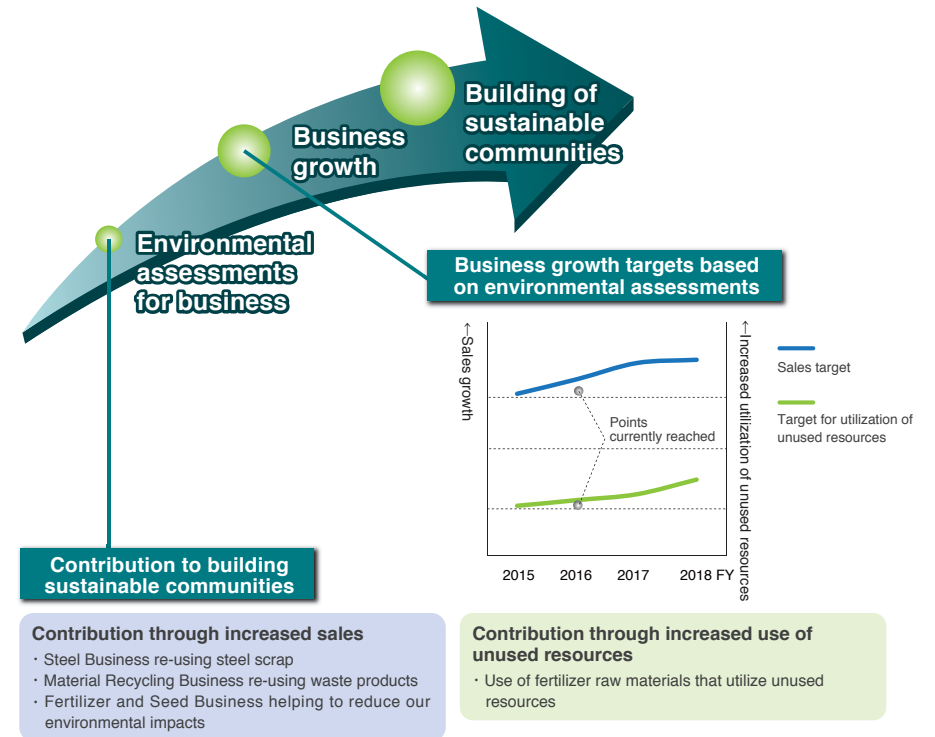 Building of
sustainable
communities
Business
growth
Environmental
assessments
for business
Business growth targets based
on environmental assessments
←Sales growth
←Increased utilization of unused resources
Sales target
Target for utilization of
unused resources
Points
currently reached
2015 2016 2017 2018 FY
Contribution to building
sustainable communities
Contribution through increased sales
・Steel Business re-using steel scrap
・Material Recycling Business re-using waste products
・Fertilizer and Seed Business helping to reduce our
environmental impacts
Contribution through increased use of
unused resources
・Use of fertilizer raw materials that utilize unused
resources